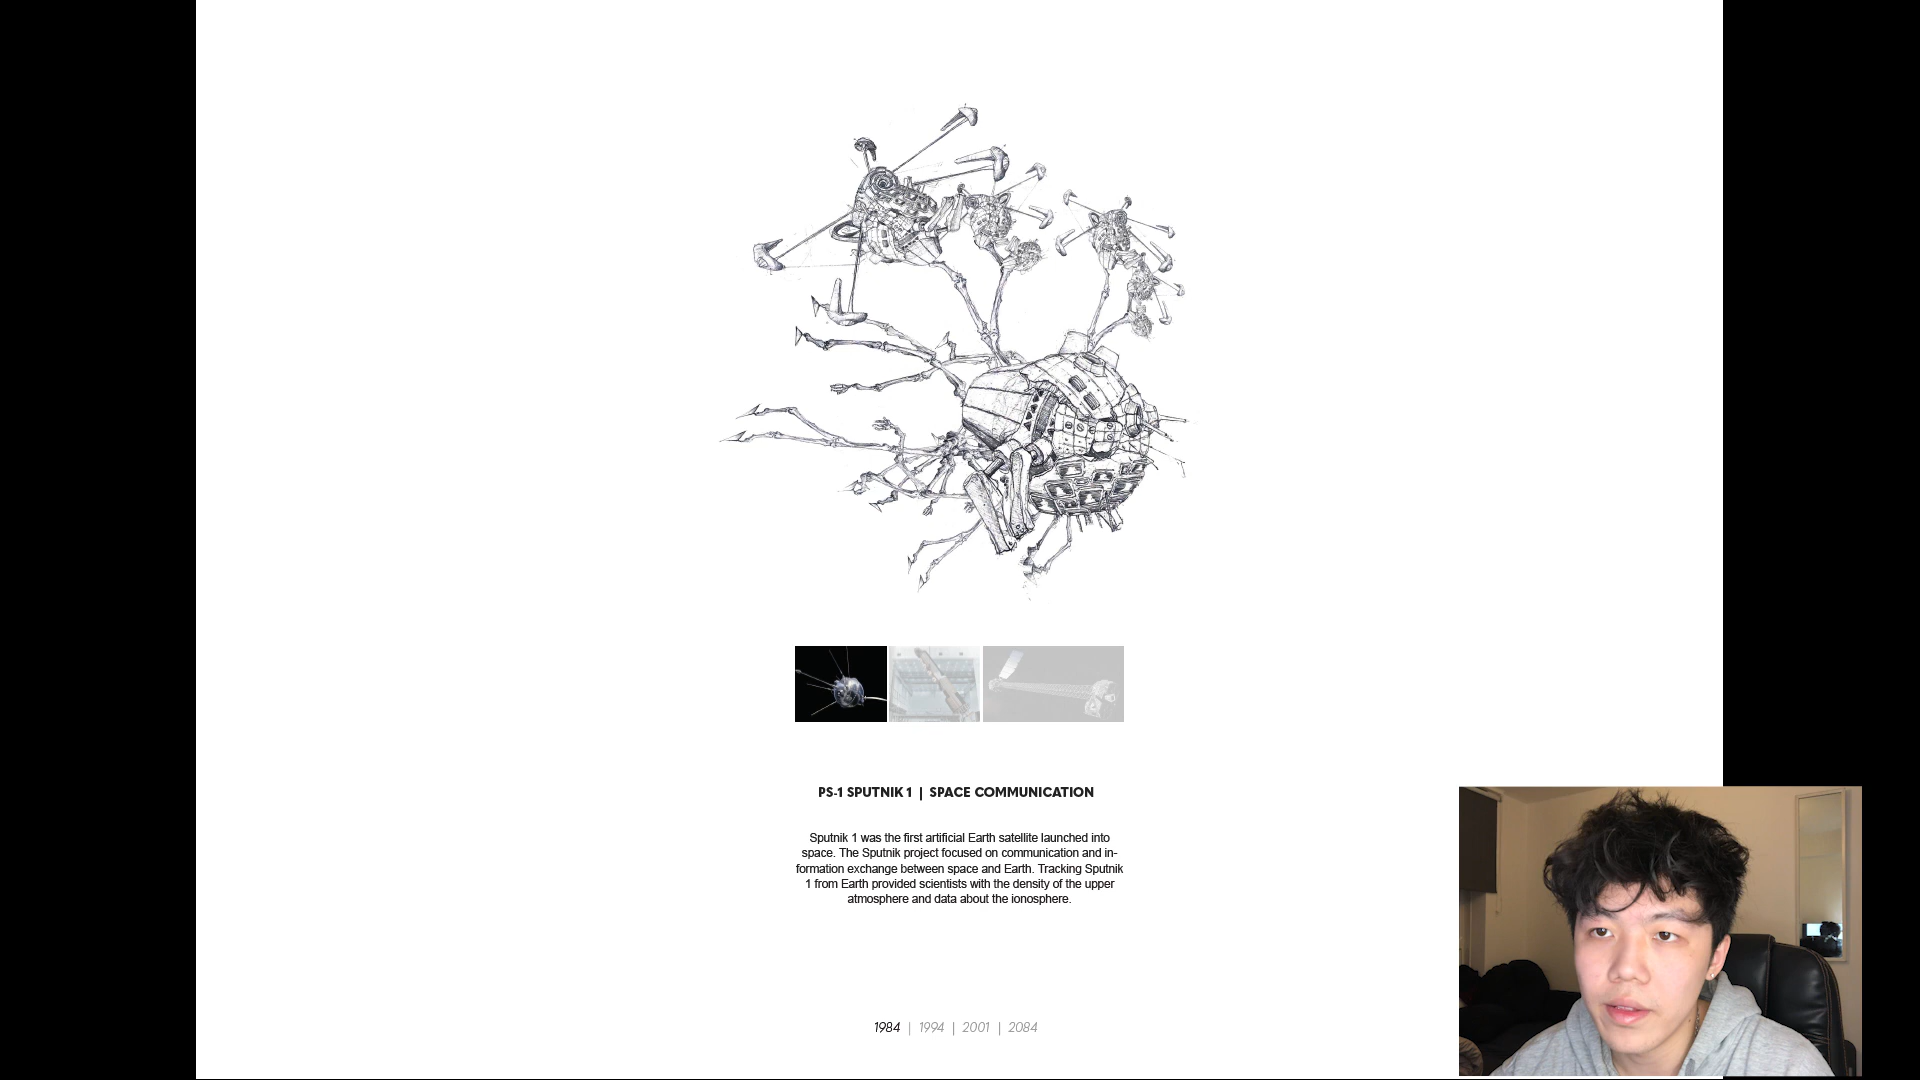 PS-1 SPUTNIK 1 | SPACE COMMUNICATION
Sputnik 1 was the first artificial Earth satellite launched into
space. The Sputnik project focused on communication and in-
formation exchange between space and Earth. Tracking Sputnik
1 from Earth provided scientists with the density of the upper
atmosphere and data about the ionosphere.
1984 | 1994 | 2001 | 2084